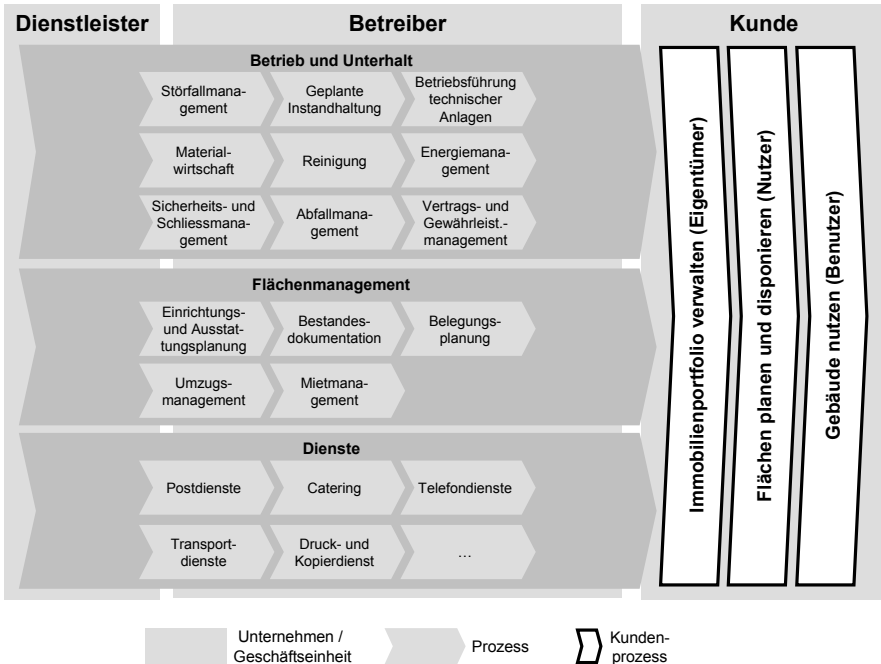 Dienstleister
Betreiber
Kunde
Betrieb und Unterhalt
Störfallmana-
gement
Geplante
Instandhaltung
Betriebsführung
technischer
Anlagen
Material-
wirtschaft
Reinigung
Energiemana-
gement
Sicherheits- und
Schliessmana-
gement
Abfallmana-
gement
Vertrags- und
Gewährleist.-
management
Flächenmanagement
Einrichtungs-
und Ausstat-
tungsplanung
Bestandes-
dokumentation
Belegungs-
planung
Umzugs-
management
Mietmana-
gement
Dienste
Postdienste
Catering
Telefondienste
Transport-
dienste
Druck- und
Kopierdienst
…
Immobilienportfolio verwalten (Eigentümer)
Flächen planen und disponieren (Nutzer)
Gebäude nutzen (Benutzer)
Unternehmen /
Geschäftseinheit
Prozess
Kunden-
prozess